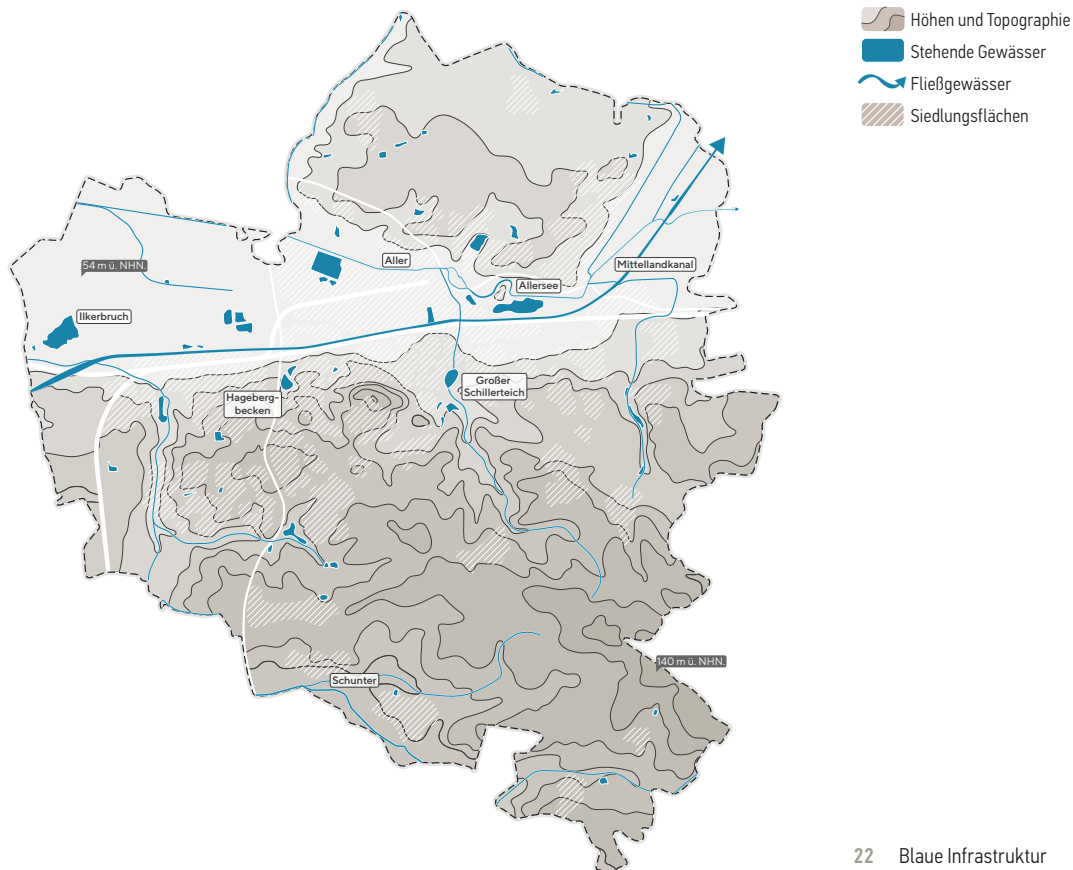 Höhen und Topographie
Stehende Gewässer
Fließgewässer
Siedlungsflächen
54 m ü. NHN.
Aller
Mittellandkanal
Allersee
Ilkerbruch
Großer
Schillerteich
Hageberg-
becken
140 m ü. NHN.
Schunter
22 Blaue Infrastruktur